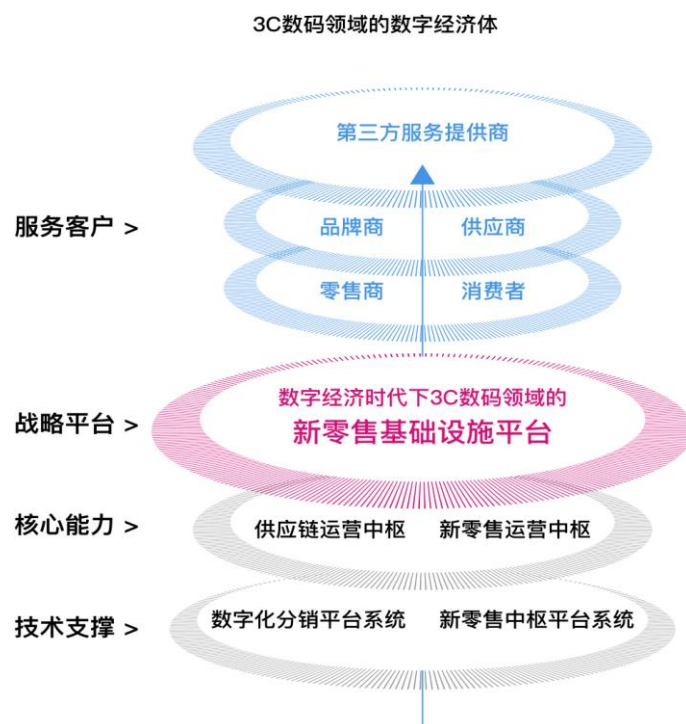 3C数码领域的数字经济体
第三方服务提供商
服务客户 >
品牌商 供应商
零售商 消费者
战略平台 >
数字经济时代下3C数码领域的
新零售基础设施平台
核心能力 >
供应链运营中枢 新零售运营中枢
技术支撑 >
数字化分销平台系统 新零售中枢平台系统